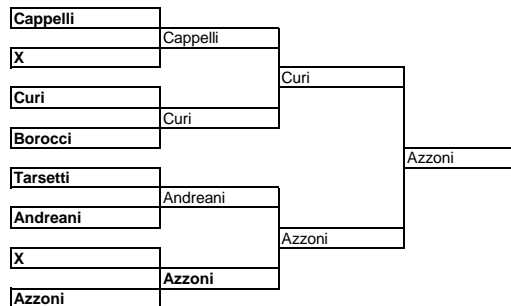 Cappelli
Cappelli
X
Curi
Curi
Curi
Borocci
Azzoni
Tarsetti
Andreani
Andreani
Azzoni
X
Azzoni
Azzoni